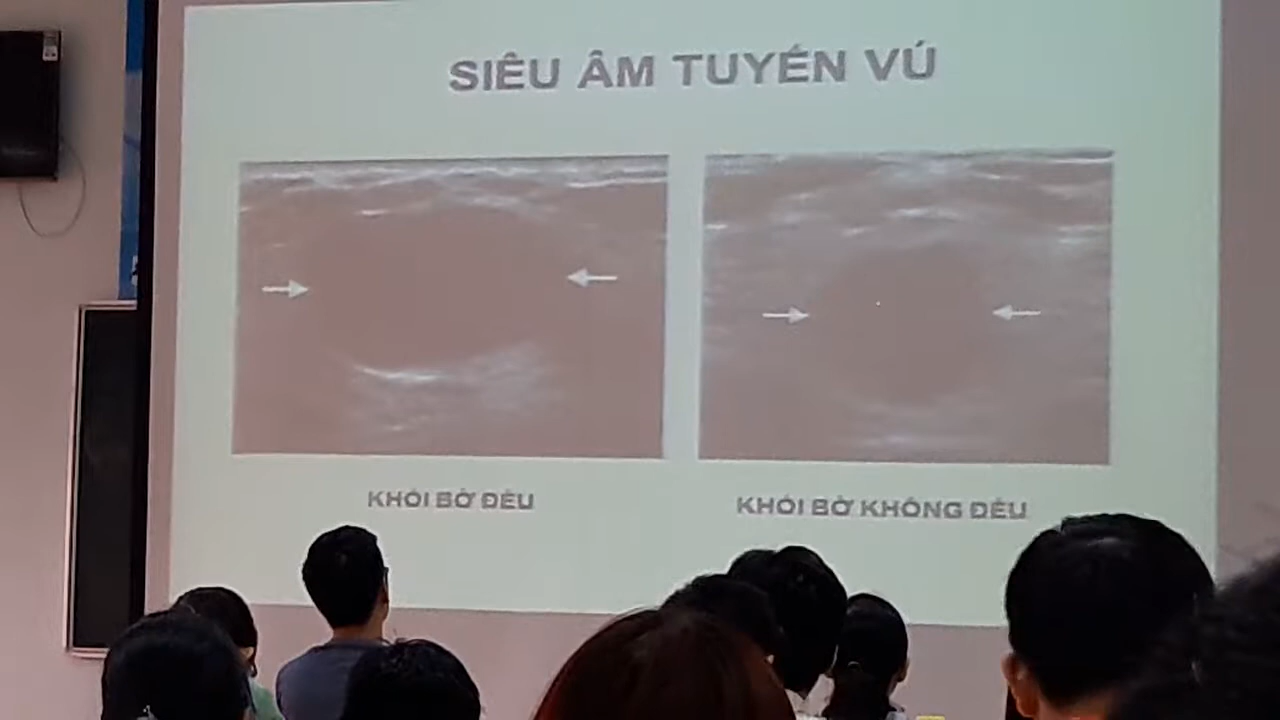 SIÊU ÂM TUYẾN VÚ
KHỐI BỜ ĐỀU
KHỐI BỜ KHÔNG ĐỀU